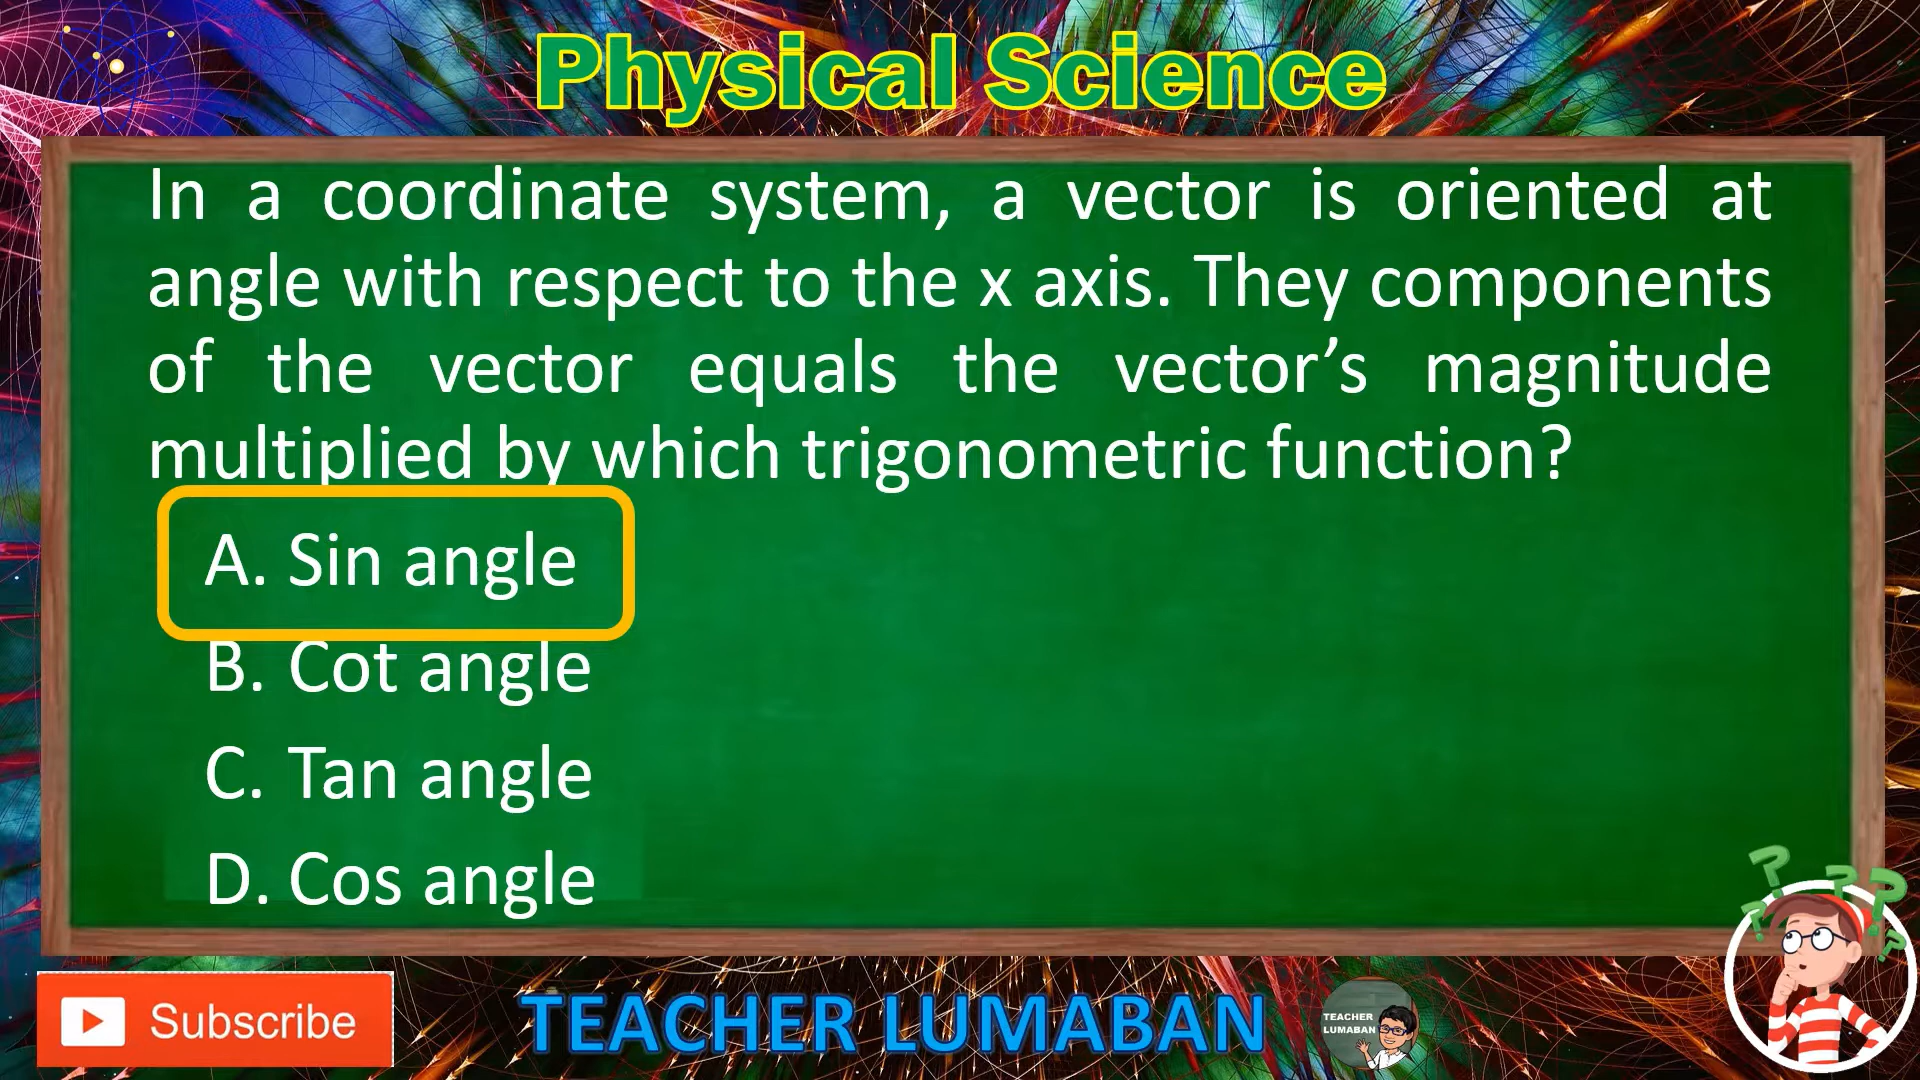 Physical Science
In a coordinate system, a vector is oriented at
angle with respect to the x axis. They components
of the vector equals the vector’s magnitude
multiplied by which trigonometric function?
A. Sin angle
B. Cot angle
C. Tan angle
D. Cos angle
Subscribe
TEACHER LUMABAN
TEACHER
LUMABAN